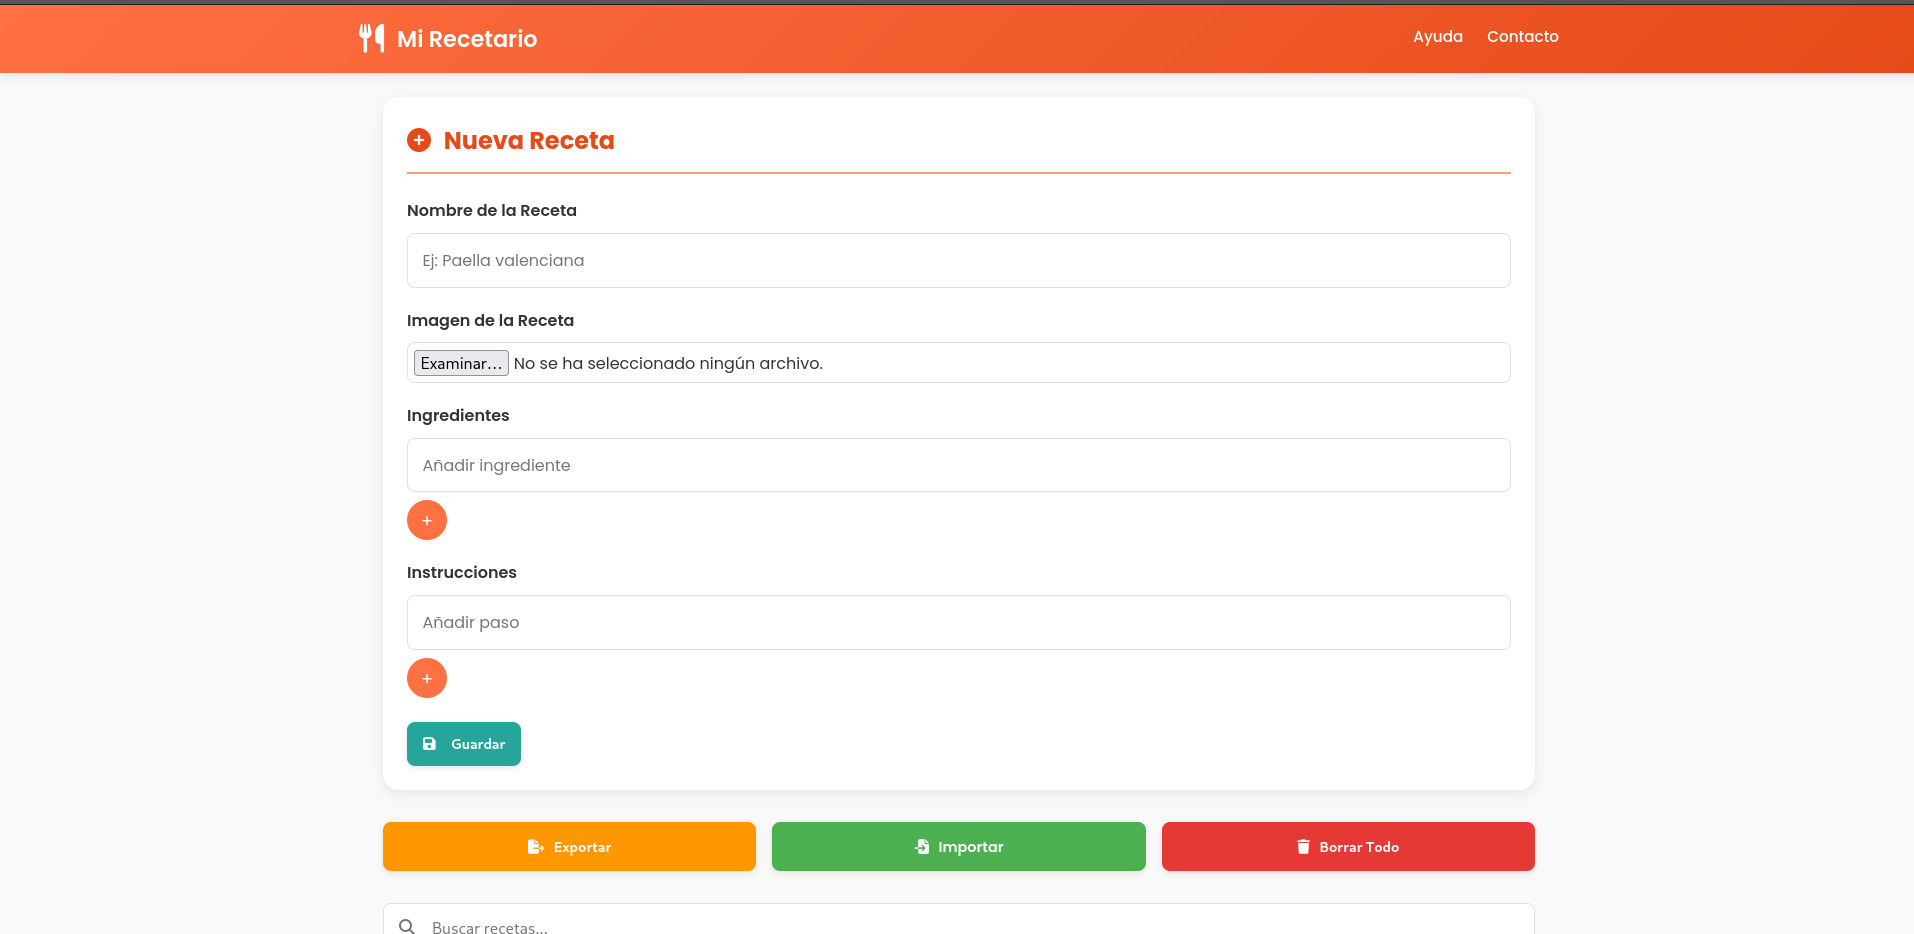 Mi Recetario
Ayuda Contacto
Nueva Receta
Nombre de la Receta
Ej: Paella valenciana
Imagen de la Receta
Examinar... No se ha seleccionado ningún archivo.
Ingredientes
Añadir ingrediente
+
Instrucciones
Añadir paso
+
Guardar
Exportar Importar Borrar Todo
Buscar recetas...